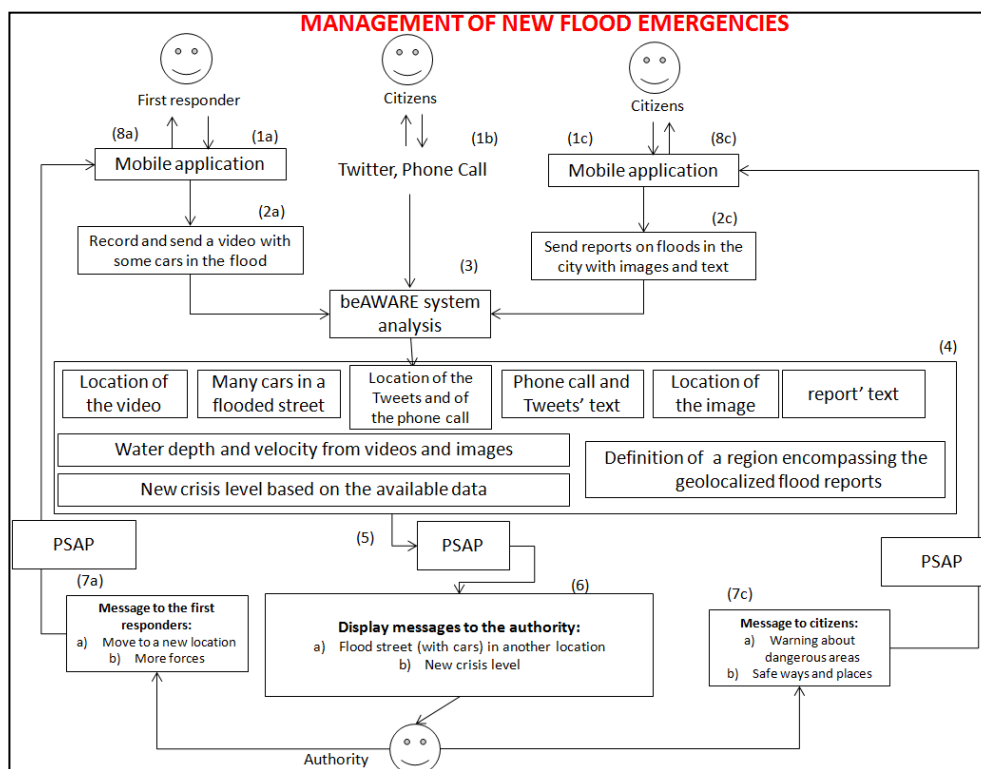 MANAGEMENT OF NEW FLOOD EMERGENCIES
First responder
Citizens
Citizens
(8a)
(1a)
(1b)
(1c)
(8c)
Mobile application
Twitter, Phone Call
Mobile application
(2a)
(2c)
Record and send a video with
some cars in the flood
Send reports on floods in the
city with images and text
(3)
beAWARE system
analysis
(4)
Location of
the video
Many cars in a
flooded street
Location of the
Tweets and of
the phone call
Phone call and
Tweets' text
Location of
the image
report' text
Water depth and velocity from videos and images
Definition of a region encompassing the
geolocalized flood reports
New crisis level based on the available data
PSAP
(5)
PSAP
PSAP
(7a)
(6)
(7c)
Message to the first
responders:
a) Move to a new location
b) More forces
Display messages to the authority:
a) Flood street (with cars) in another location
b) New crisis level
Message to citizens:
a) Warning about
dangerous areas
b) Safe ways and places
Authority